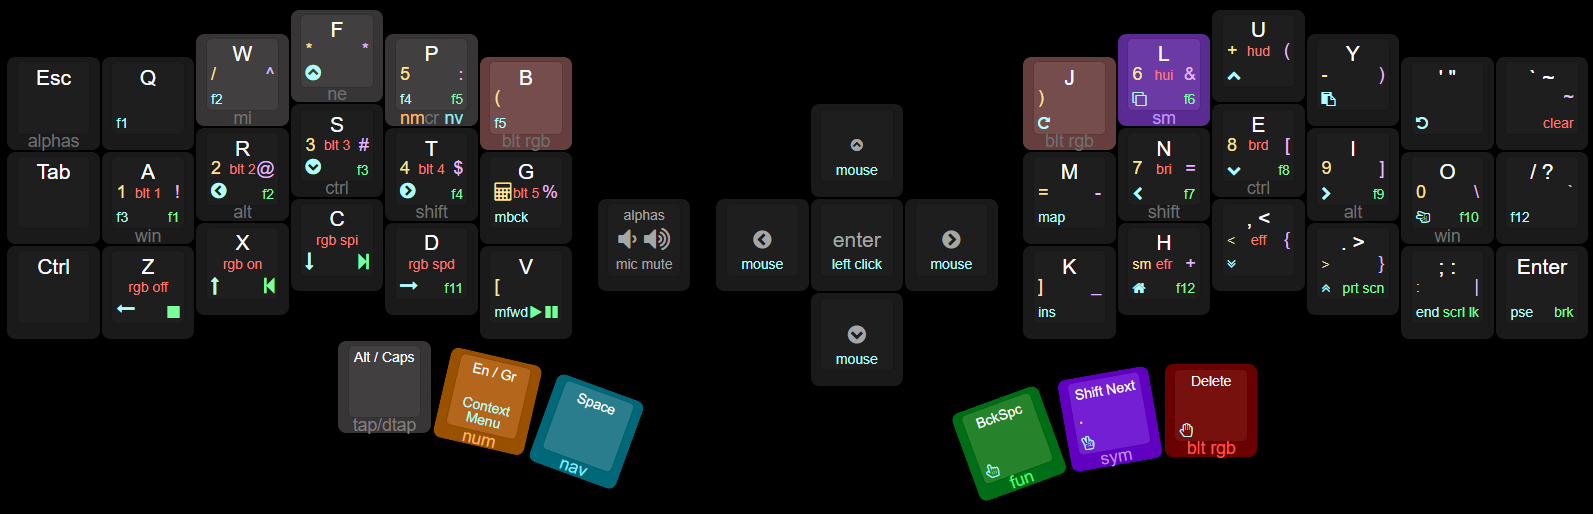 Esc
alphas
Q
f1
W
/ ^
f2
mi
F
* *
ne
P
5 :
f4 f5
nm cr nv
B
(
f5
blt rgb
J
)
blt rgb
L
6 hui &
f6
sm
U
+ hud (
Y
- )
' "
` ~
~
clear
Tab
A
1 blt 1 !
f3 f1
win
R
2 blt 2 @
f2
alt
S
3 blt 3 #
f3
ctrl
T
4 blt 4 $
f4
shift
G
blt 5 %
mbck
M
= -
map
N
7 bri =
f7
shift
E
8 brd [
f8
ctrl
I
9 ]
f9
alt
O
0 \
f10
win
/ ?
`
f12
Ctrl
Z
rgb off
X
rgb on
C
rgb spi
D
rgb spd
f11
V
[
mfwd
K
] _
ins
H
sm efr +
f12
, <
< eff {
. >
> }
prt scn
; :
: |
end scrl lk
Enter
pse brk
alphas
mic mute
mouse
mouse
enter
left click
mouse
mouse
Alt / Caps
tap/dtap
En / Gr
Context
Menu
num
Space
nav
BckSpc
fun
Shift Next
.
sym
Delete
blt rgb